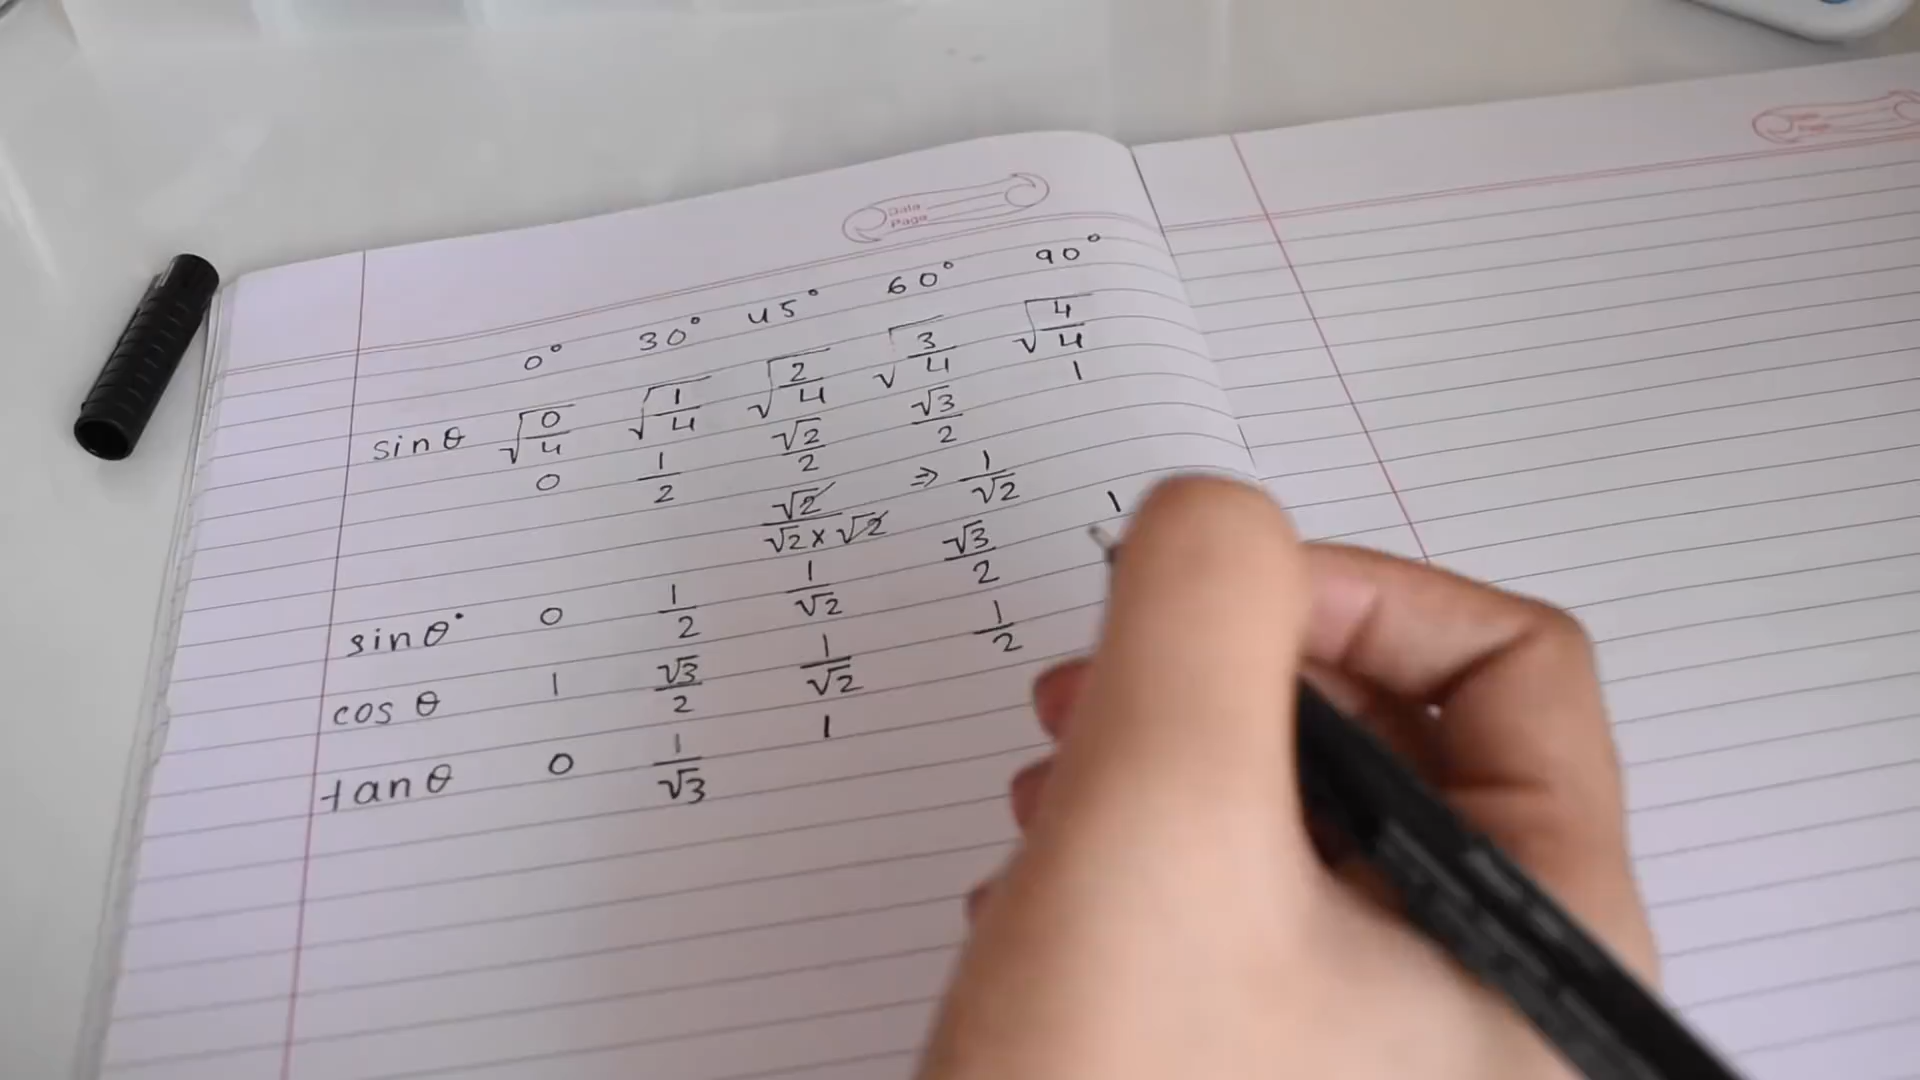 Date
Page
0° 30° 45° 60° 90°
sinθ √(0/4) √(1/4) √(2/4) √(3/4) √(4/4)
0 1/2 √2/2 √3/2 1
√2/(√2×√2) ⇒ 1/√2
sinθ° 0 1/2 1/√2 √3/2 1
cosθ 1 √3/2 1/√2 1/2
tanθ 0 1/√3 1